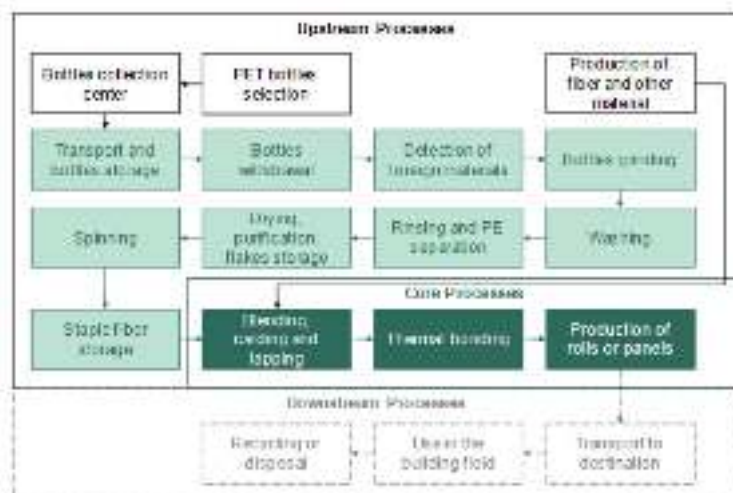 Upstream Processes
Bottles collection
center
PET bottles
selection
Production of
fiber and other
material
Transport and
bottles storage
Bottles
withdrawal
Detection of
foreign materials
Bottles grinding
Spinning
Drying,
purification,
flakes storage
Rinsing and PE
separation
Washing
Core Processes
Staple fiber
storage
Blending,
carding and
lapping
Thermal bonding
Production of
rolls or panels
Downstream Processes
Recycling or
disposal
Use in the
building field
Transport to
destination